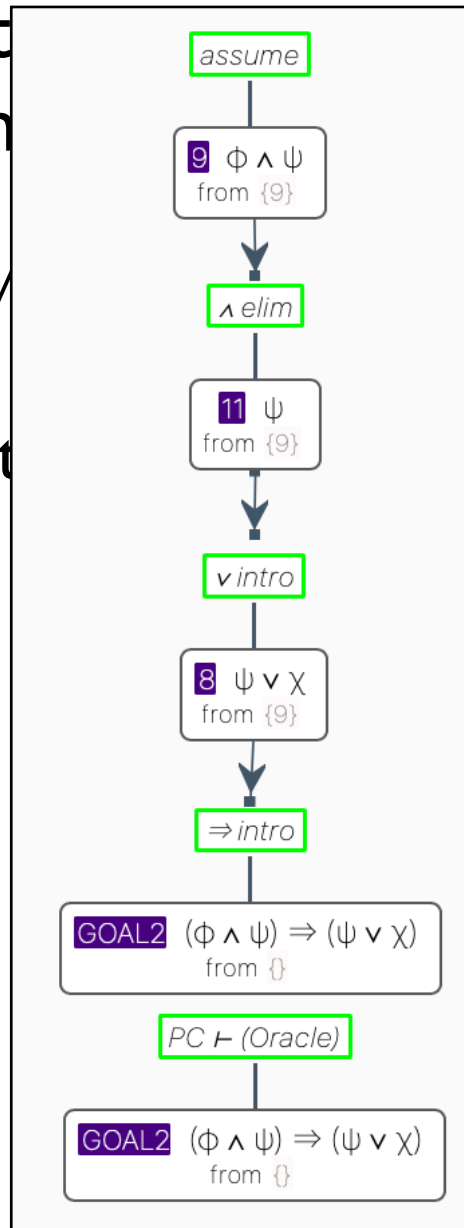 assume
9 ϕ ∧ ψ
from {9}
∧ elim
11 ψ
from {9}
∨ intro
8 ψ ∨ χ
from {9}
⇒ intro
GOAL2 (ϕ ∧ ψ) ⇒ (ψ ∨ χ)
from {}
PC ⊢ (Oracle)
GOAL2 (ϕ ∧ ψ) ⇒ (ψ ∨ χ)
from {}